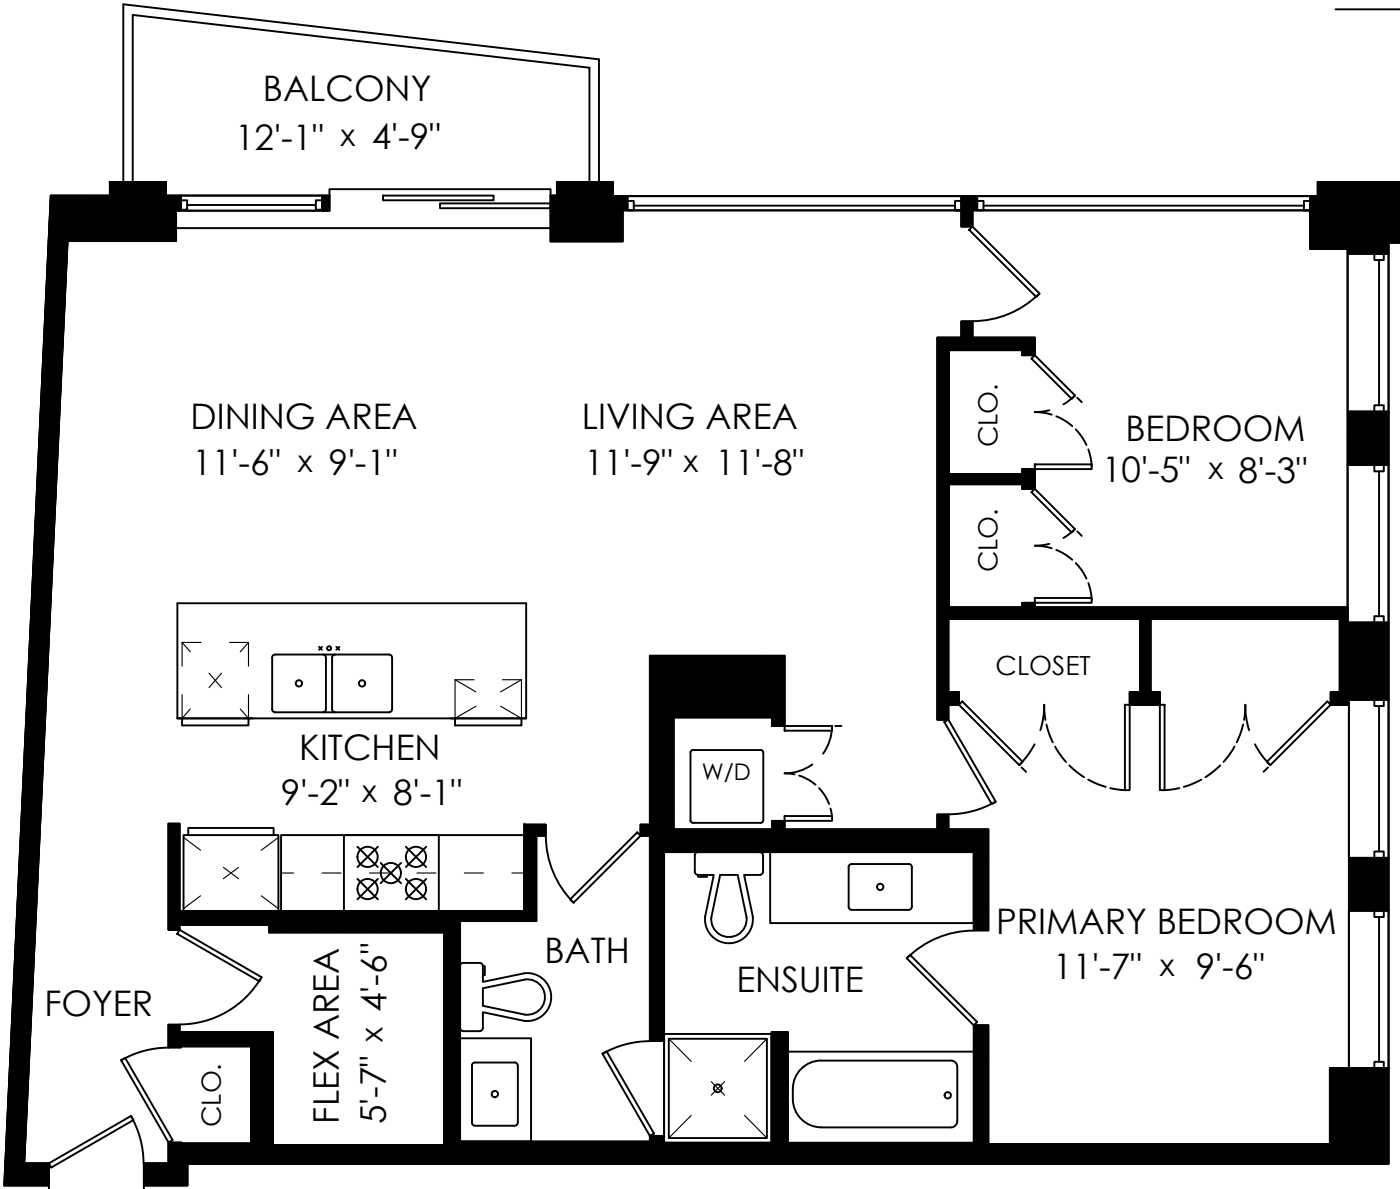 BALCONY
12'-1" x 4'-9"
DINING AREA
11'-6" x 9'-1"
LIVING AREA
11'-9" x 11'-8"
CLO.
BEDROOM
10'-5" x 8'-3"
CLO.
CLOSET
KITCHEN
9'-2" x 8'-1"
W/D
PRIMARY BEDROOM
11'-7" x 9'-6"
BATH
ENSUITE
FOYER
FLEX AREA
5'-7" x 4'-6"
CLO.